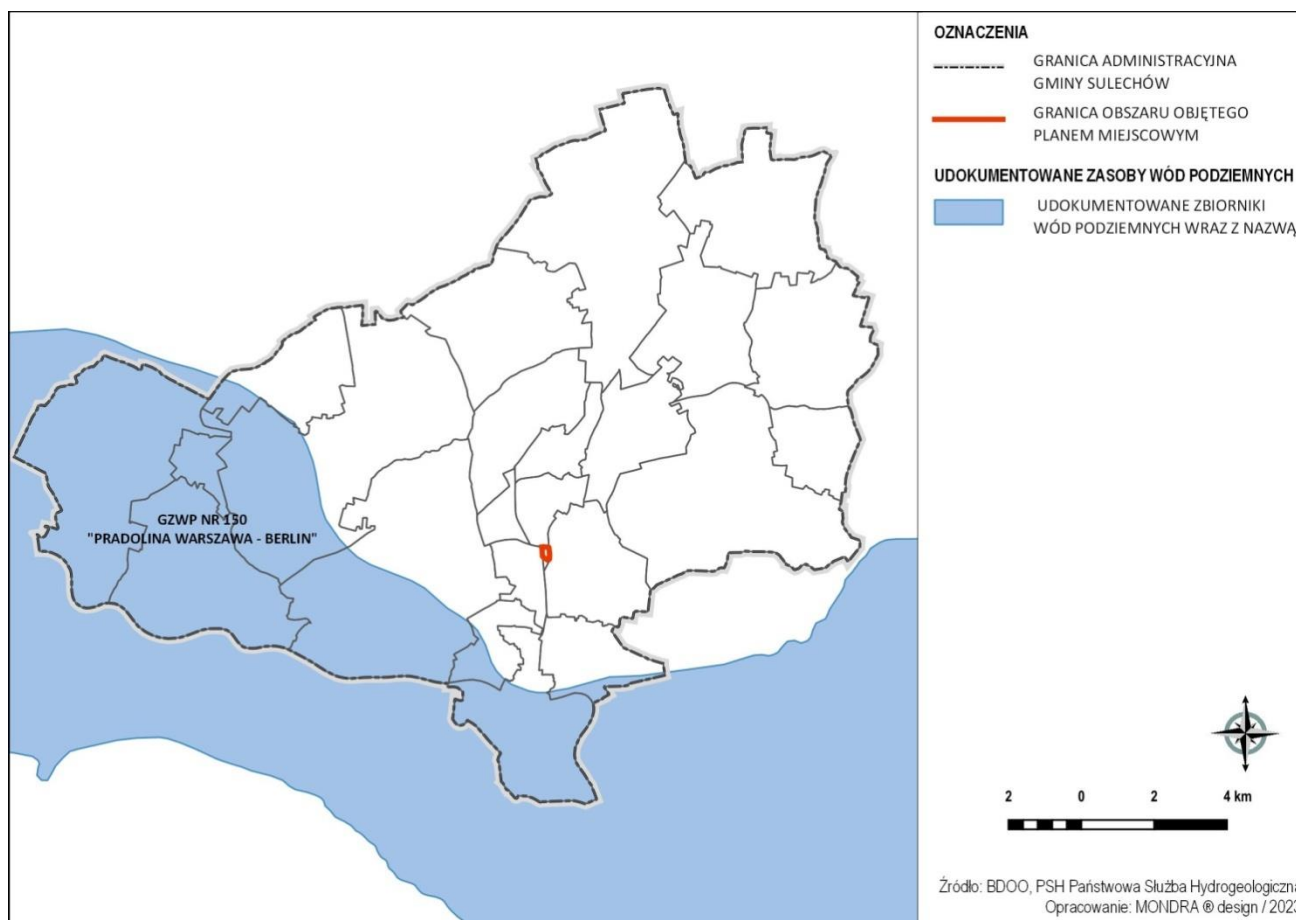 OZNACZENIA
GRANICA ADMINISTRACYJNA
GMINY SULECHÓW
GRANICA OBSZARU OBJĘTEGO
PLANEM MIEJSCOWYM
UDOKUMENTOWANE ZASOBY WÓD PODZIEMNYCH
UDOKUMENTOWANE ZBIORNIKI
WÓD PODZIEMNYCH WRAZ Z NAZWĄ
GZWP NR 150
"PRADOLINA WARSZAWA - BERLIN"
2 0 2 4 km
Źródło: BDOO, PSH Państwowa Służba Hydrogeologiczna
Opracowanie: MONDRA ® design / 2023